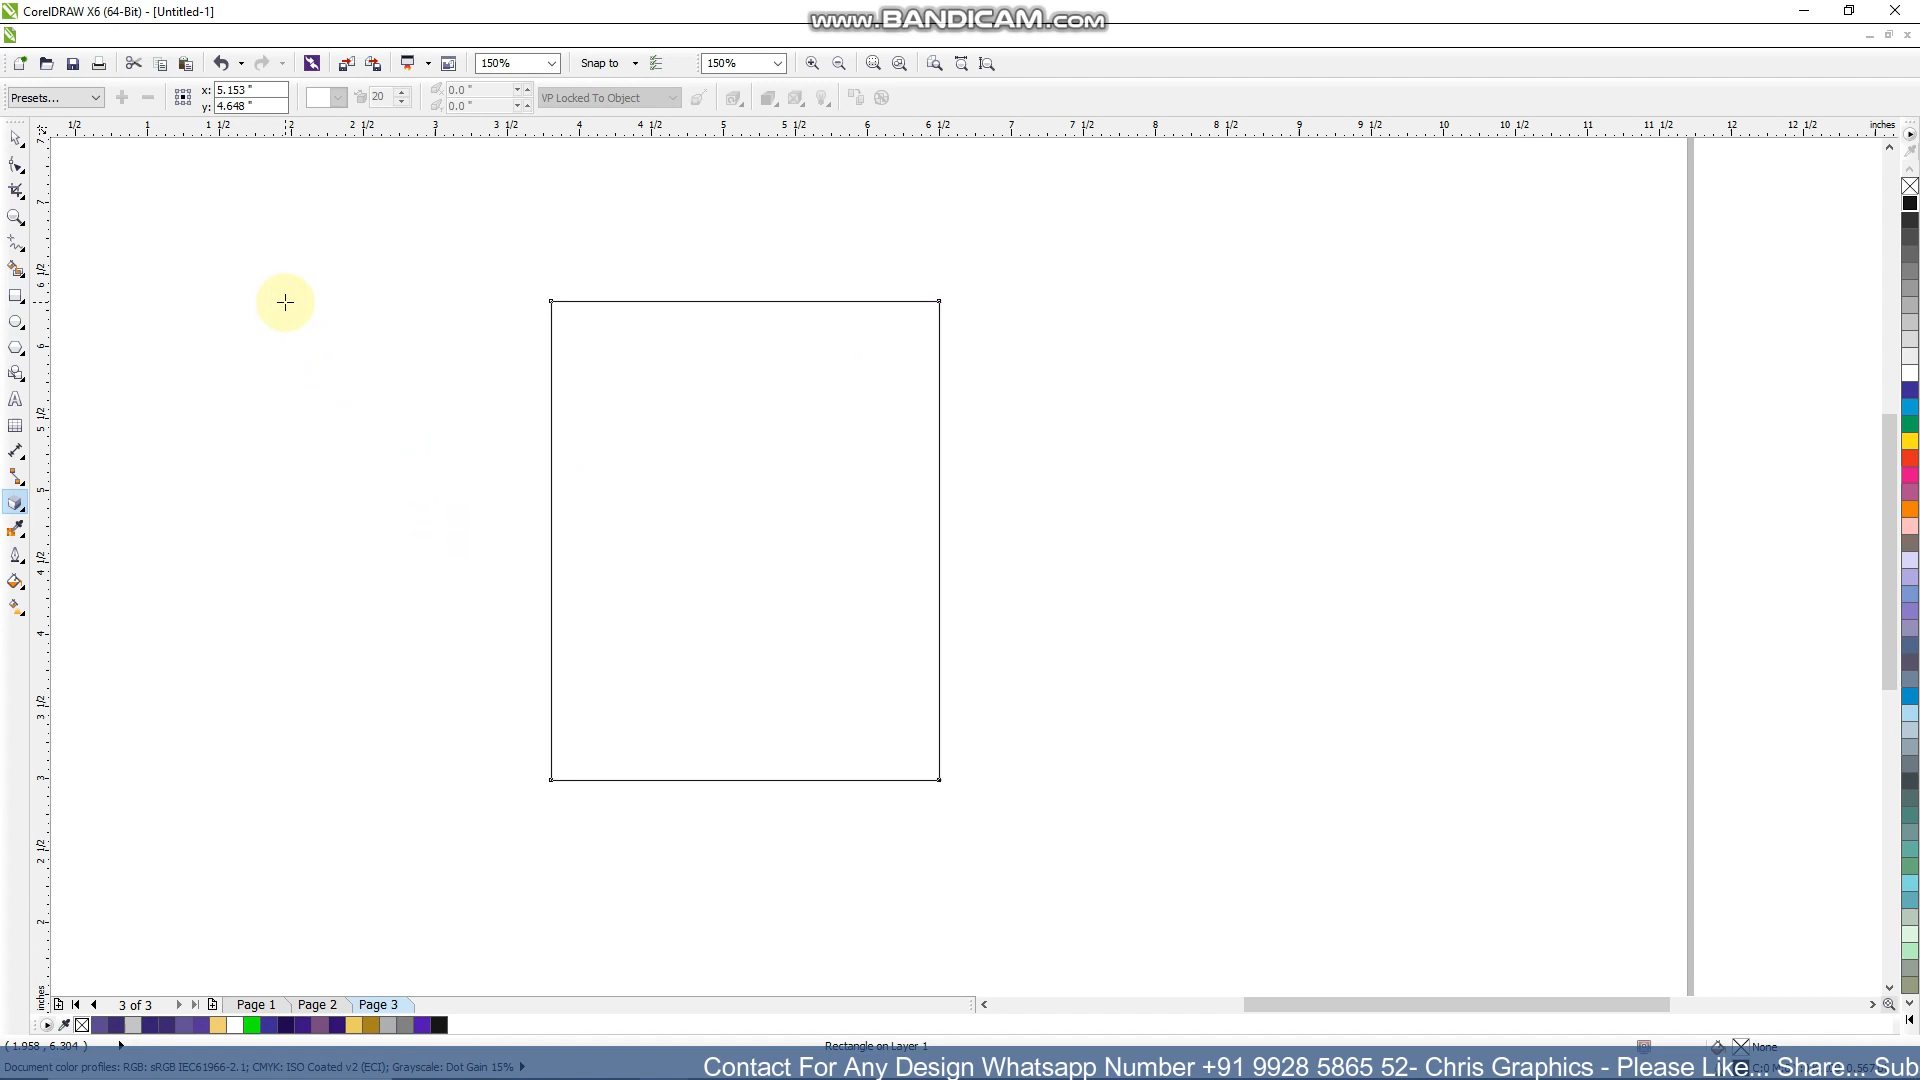 CorelDRAW X6 (64-Bit) - [Untitled-1]
www.BANDICAM.com
150%
Snap to
150%
Presets...
x: 5.153 "
y: 4.648 "
20
0.0 °
0.0 °
VP Locked To Object
1/2 1 1 1/2 2 2 1/2 3 3 1/2 4 4 1/2 5 5 1/2 6 6 1/2 7 7 1/2 8 8 1/2 9 9 1/2 10 10 1/2 11 11 1/2 12 12 1/2 inches
3 of 3
Page 1
Page 2
Page 3
( 1.958 , 6.304 )
Rectangle on Layer 1
None
Document color profiles: RGB: sRGB IEC61966-2.1; CMYK: ISO Coated v2 (ECI); Grayscale: Dot Gain 15%
Contact For Any Design Whatsapp Number +91 9928 5865 52- Chris Graphics - Please Like... Share... Sub